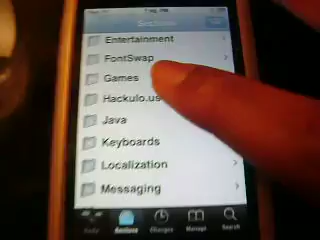 Sections
Entertainment
FontSwap
Games
Hackulo.us
Java
Keyboards
Localization
Messaging
Sections
Changes
Manage
Search